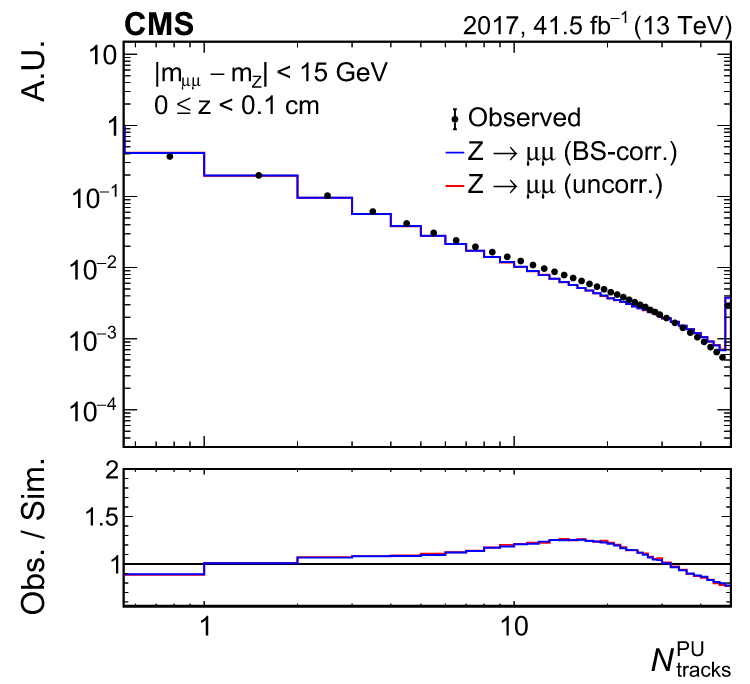 CMS 2017, 41.5 fb⁻¹ (13 TeV)
A.U.
10
1
10⁻¹
10⁻²
10⁻³
10⁻⁴
|m_μμ − m_Z| < 15 GeV
0 ≤ z < 0.1 cm
Observed
Z → μμ (BS-corr.)
Z → μμ (uncorr.)
Obs. / Sim.
2
1.5
1
1 10
N^PU_tracks